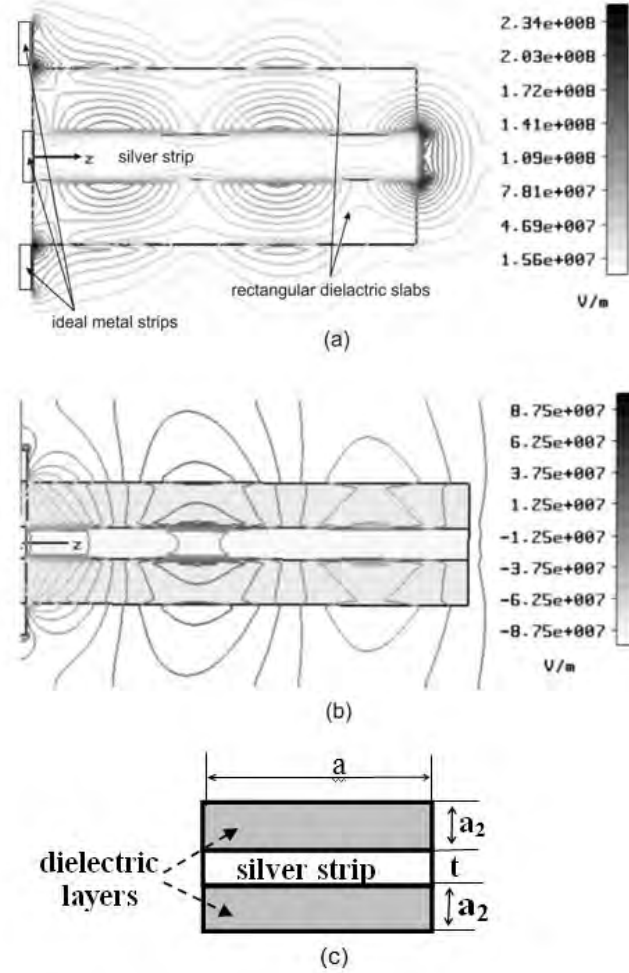 2.34e+008
2.03e+008
1.72e+008
1.41e+008
1.09e+008
7.81e+007
4.69e+007
1.56e+007
V/m
z
silver strip
rectangular dielectric slabs
ideal metal strips
(a)
8.75e+007
6.25e+007
3.75e+007
1.25e+007
-1.25e+007
-3.75e+007
-6.25e+007
-8.75e+007
V/m
z
(b)
a
a2
dielectric
layers
silver strip
t
a2
(c)